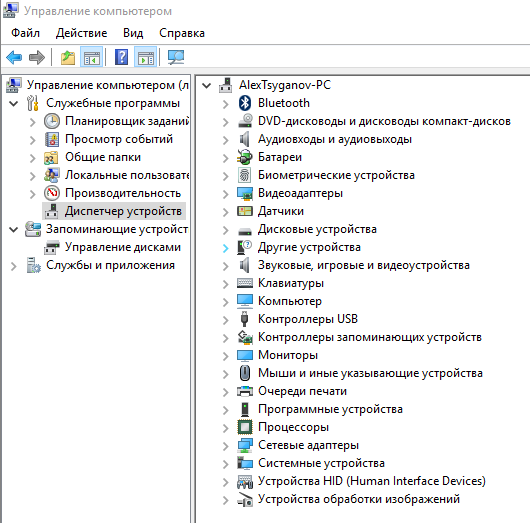 Управление компьютером
Файл Действие Вид Справка
Управление компьютером (л
Служебные программы
Планировщик заданий
Просмотр событий
Общие папки
Локальные пользовате
Производительность
Диспетчер устройств
Запоминающие устройст
Управление дисками
Службы и приложения
AlexTsyganov-PC
Bluetooth
DVD-дисководы и дисководы компакт-дисков
Аудиовходы и аудиовыходы
Батареи
Биометрические устройства
Видеоадаптеры
Датчики
Дисковые устройства
Другие устройства
Звуковые, игровые и видеоустройства
Клавиатуры
Компьютер
Контроллеры USB
Контроллеры запоминающих устройств
Мониторы
Мыши и иные указывающие устройства
Очереди печати
Программные устройства
Процессоры
Сетевые адаптеры
Системные устройства
Устройства HID (Human Interface Devices)
Устройства обработки изображений